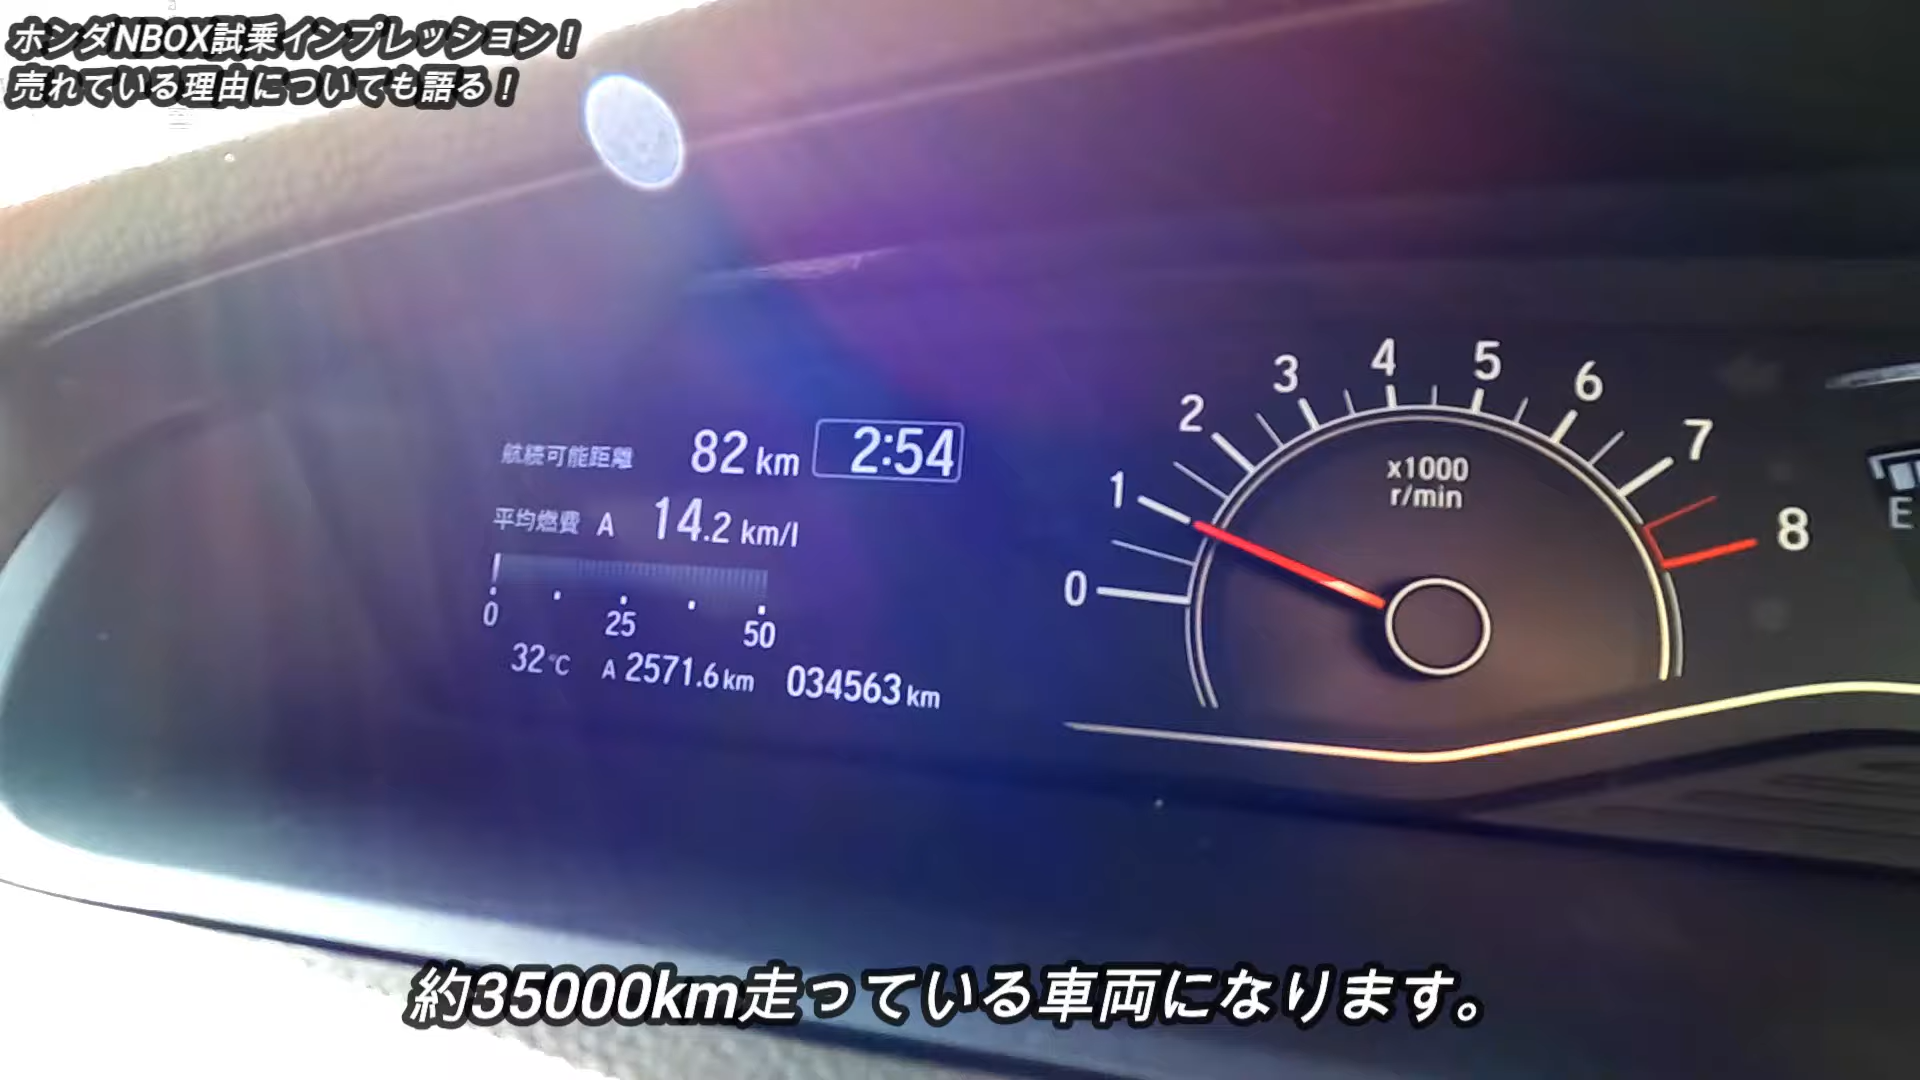 ホンダNBOX試乗インプレッション！
売れている理由についても語る！
航続可能距離 82 km 2:54
平均燃費 A 14.2 km/l
0 25 50
32℃ A 2571.6 km 034563 km
0 1 2 3 4 5 6 7 8
x1000
r/min
E
約35000km走っている車両になります。